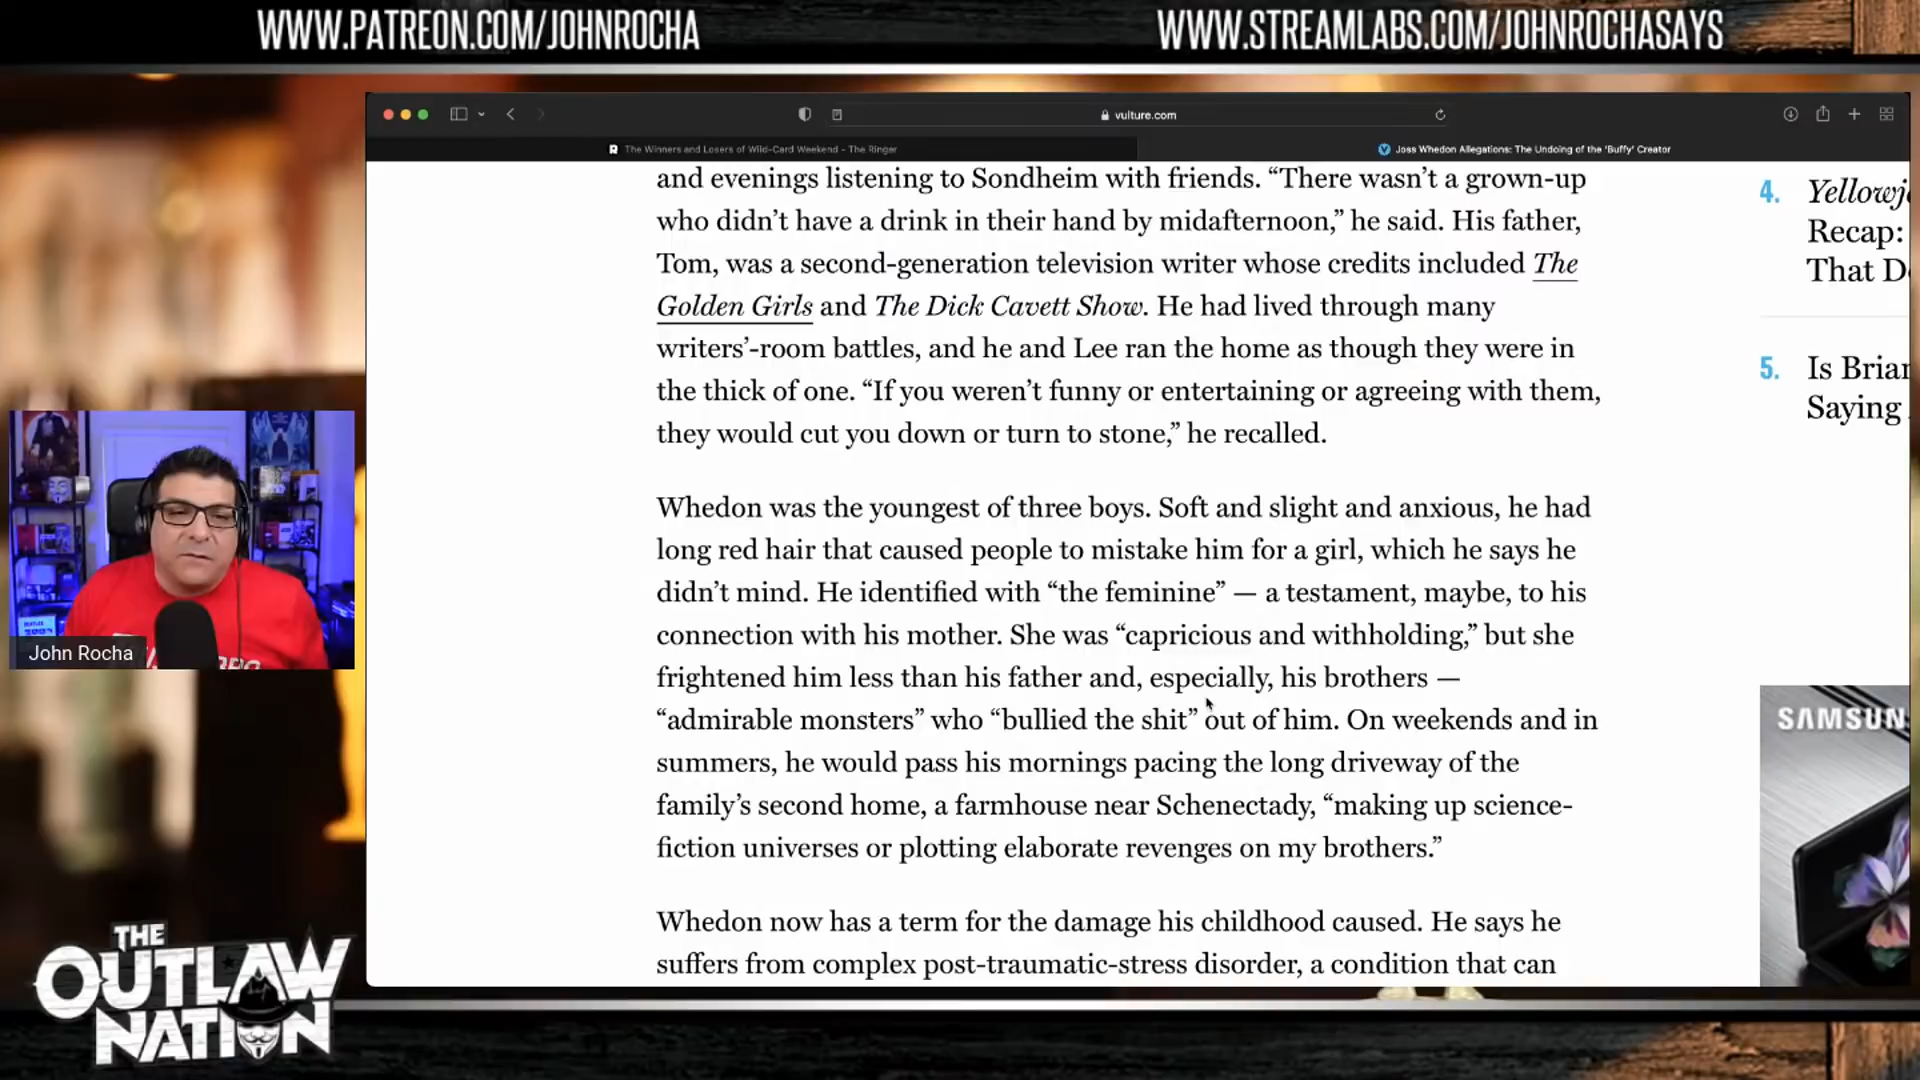 WWW.PATREON.COM/JOHNROCHA
WWW.STREAMLABS.COM/JOHNROCHASAYS
vulture.com
The Winners and Losers of Wild-Card Weekend - The Ringer
Joss Whedon Allegations: The Undoing of the 'Buffy' Creator
and evenings listening to Sondheim with friends. “There wasn’t a grown-up
who didn’t have a drink in their hand by midafternoon,” he said. His father,
Tom, was a second-generation television writer whose credits included The
Golden Girls and The Dick Cavett Show. He had lived through many
writers’-room battles, and he and Lee ran the home as though they were in
the thick of one. “If you weren’t funny or entertaining or agreeing with them,
they would cut you down or turn to stone,” he recalled.
Whedon was the youngest of three boys. Soft and slight and anxious, he had
long red hair that caused people to mistake him for a girl, which he says he
didn’t mind. He identified with “the feminine” — a testament, maybe, to his
connection with his mother. She was “capricious and withholding,” but she
frightened him less than his father and, especially, his brothers —
“admirable monsters” who “bullied the shit” out of him. On weekends and in
summers, he would pass his mornings pacing the long driveway of the
family’s second home, a farmhouse near Schenectady, “making up science-
fiction universes or plotting elaborate revenges on my brothers.”
Whedon now has a term for the damage his childhood caused. He says he
suffers from complex post-traumatic-stress disorder, a condition that can
4. Yellowj
Recap:
That D
5. Is Brian
Saying
SAMSUN
John Rocha
THE
OUTLAW
NATION